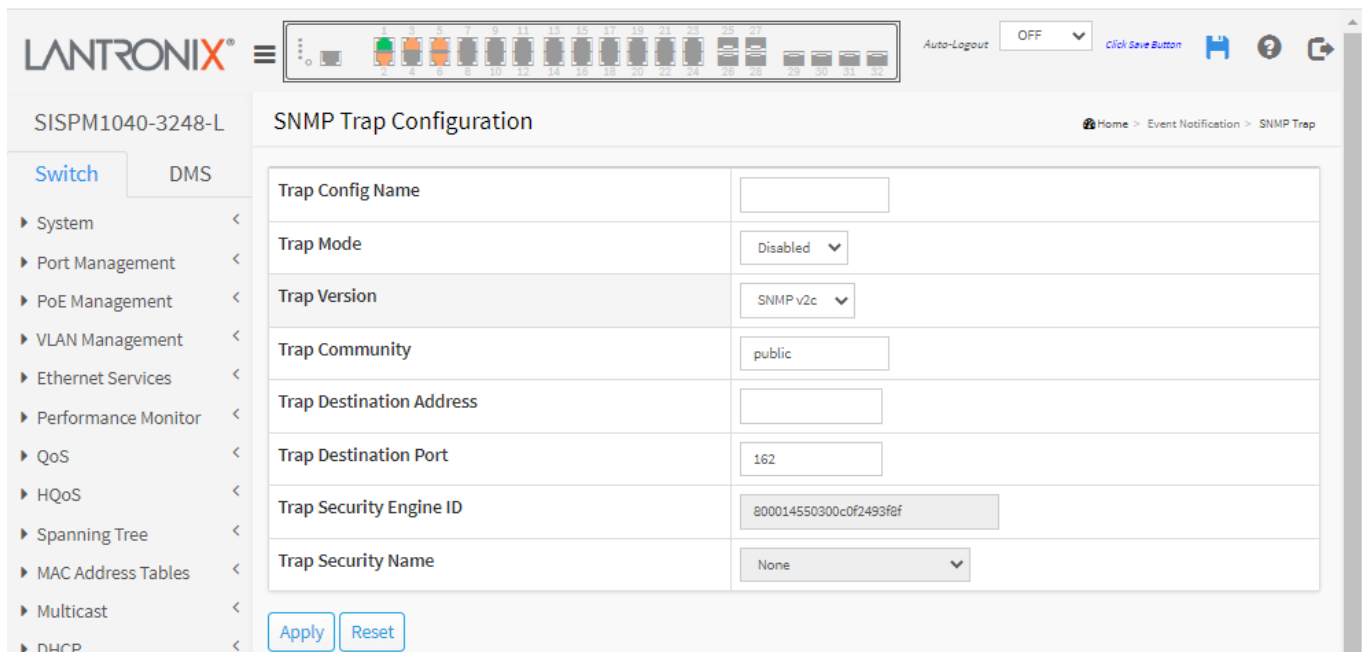 1 3 5 7 9 11 13 15 17 19 21 23 25 27
LANTRONIX®
Auto-Logout OFF Click Save Button
2 4 6 8 10 12 14 16 18 20 22 24 26 28 29 30 31 32
SISPM1040-3248-L
SNMP Trap Configuration
Home > Event Notification > SNMP Trap
Switch DMS
System
Port Management
PoE Management
VLAN Management
Ethernet Services
Performance Monitor
QoS
HQoS
Spanning Tree
MAC Address Tables
Multicast
DHCP
Trap Config Name
Trap Mode Disabled
Trap Version SNMP v2c
Trap Community public
Trap Destination Address
Trap Destination Port 162
Trap Security Engine ID 800014550300c0f2493f8f
Trap Security Name None
Apply Reset